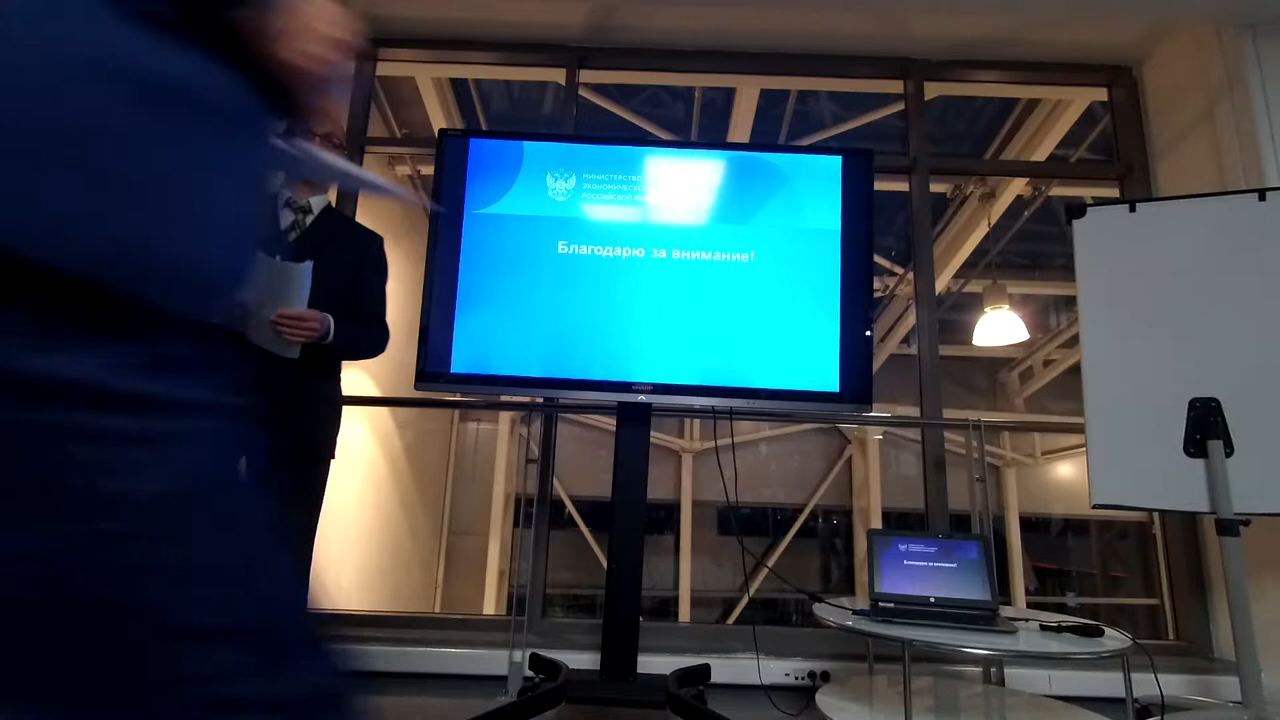 МИНИСТЕРСТВО
ЭКОНОМИЧЕСКО
РОССИЙСКОЙ
Благодарю за внимание!
SHARP
Благодарю за внимание!